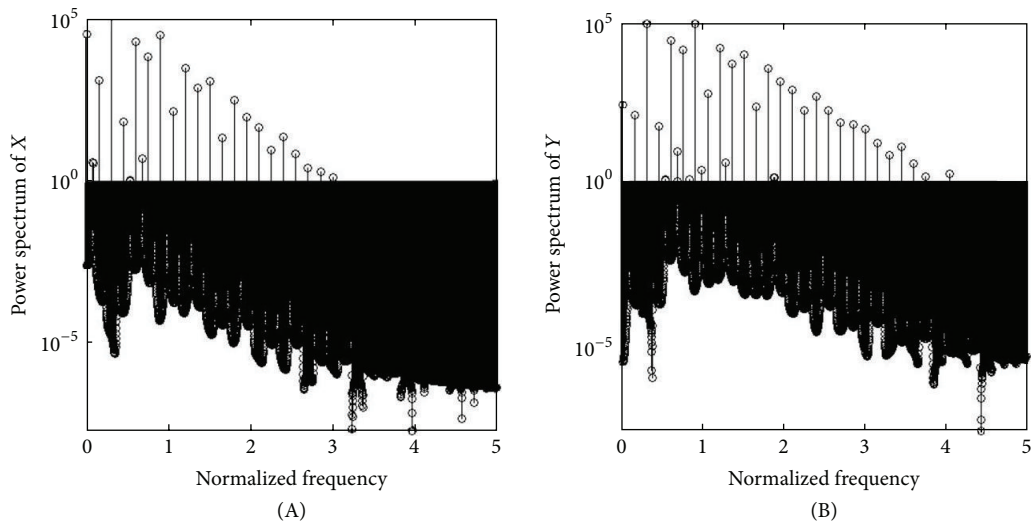 10^5
10^0
10^−5
Power spectrum of X
0 1 2 3 4 5
Normalized frequency
(A)
10^5
10^0
10^−5
Power spectrum of Y
0 1 2 3 4 5
Normalized frequency
(B)